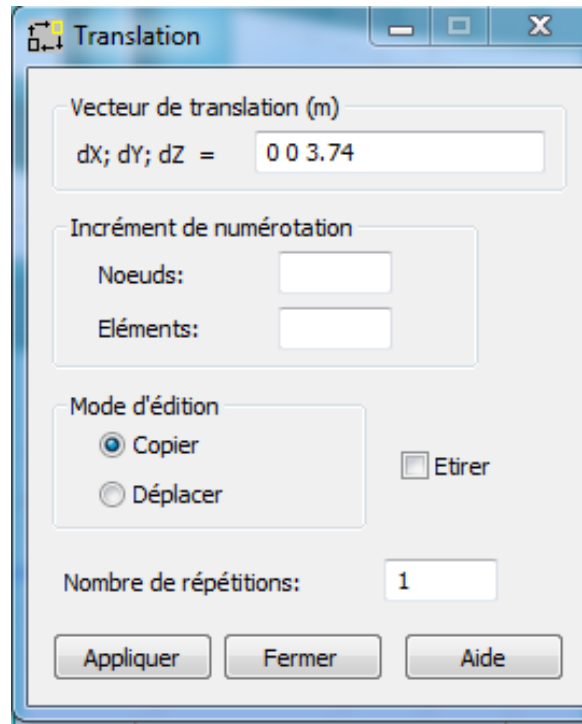 Translation
Vecteur de translation (m)
dX; dY; dZ = 0 0 3.74
Incrément de numérotation
Noeuds:
Eléments:
Mode d'édition
Copier
Etirer
Déplacer
Nombre de répétitions: 1
Appliquer Fermer Aide